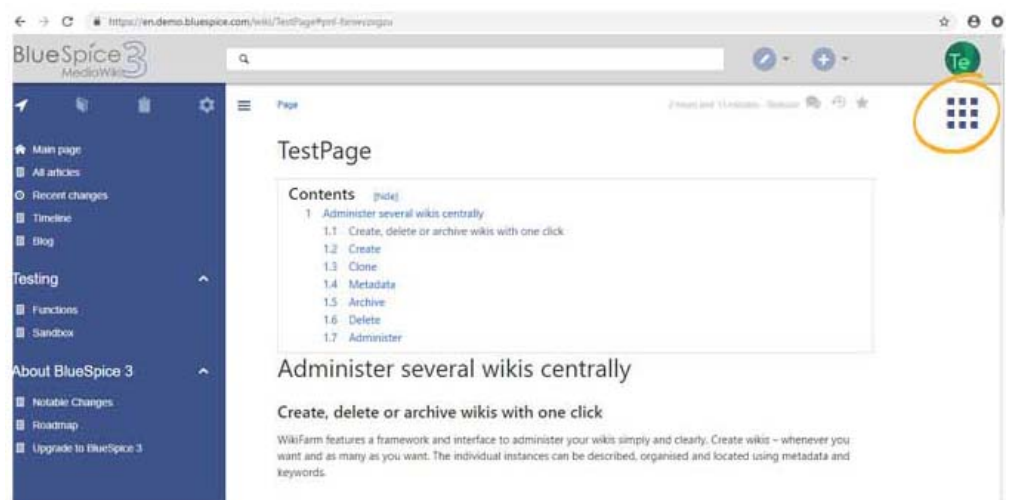 https://en.demo.bluespice.com/wiki/TestPage
BlueSpice 3
MediaWiki
Te
Page
Main page
All articles
Recent changes
Timeline
Blog
Testing
Functions
Sandbox
About BlueSpice 3
Notable Changes
Roadmap
Upgrade to BlueSpice 3
TestPage
Contents [hide]
1 Administer several wikis centrally
1.1 Create, delete or archive wikis with one click
1.2 Create
1.3 Clone
1.4 Metadata
1.5 Archive
1.6 Delete
1.7 Administer
Administer several wikis centrally
Create, delete or archive wikis with one click
WikiFarm features a framework and interface to administer your wikis simply and clearly. Create wikis – whenever you
want and as many as you want. The individual instances can be described, organised and located using metadata and
keywords.